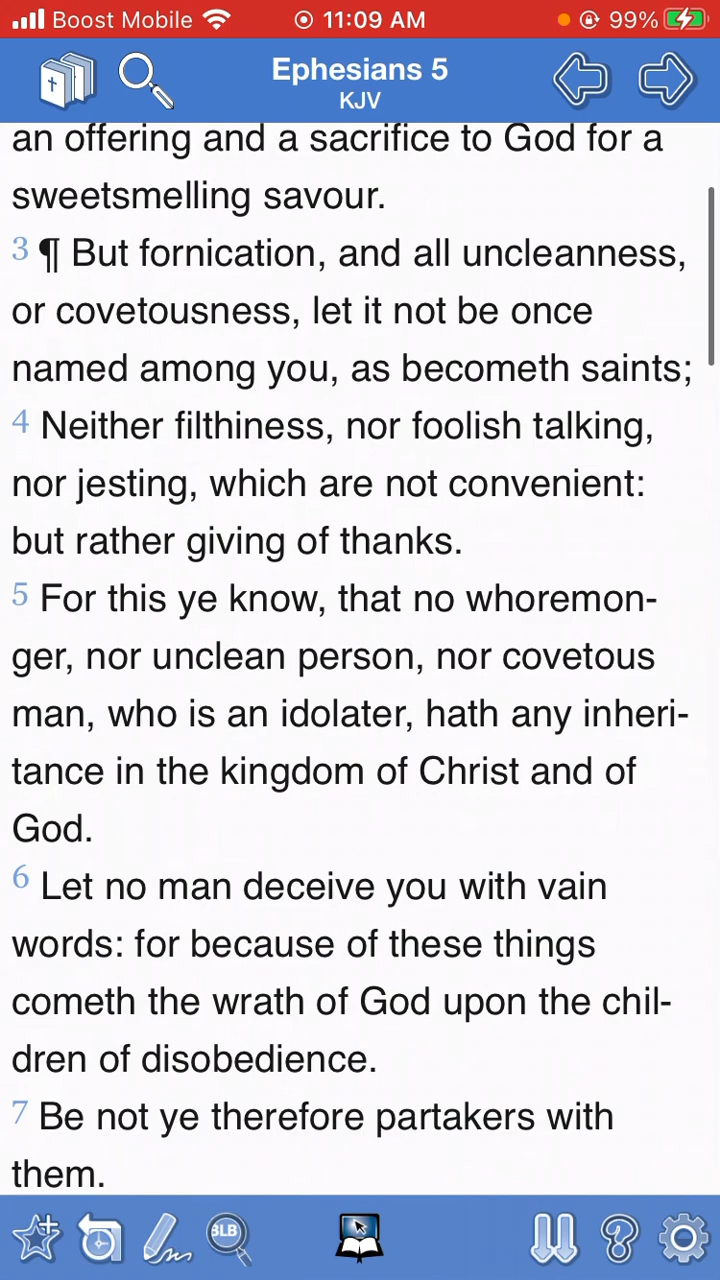 Boost Mobile 11:09 AM 99%
Ephesians 5
KJV
an offering and a sacrifice to God for a
sweetsmelling savour.
3 ¶ But fornication, and all uncleanness,
or covetousness, let it not be once
named among you, as becometh saints;
4 Neither filthiness, nor foolish talking,
nor jesting, which are not convenient:
but rather giving of thanks.
5 For this ye know, that no whoremon-
ger, nor unclean person, nor covetous
man, who is an idolater, hath any inheri-
tance in the kingdom of Christ and of
God.
6 Let no man deceive you with vain
words: for because of these things
cometh the wrath of God upon the chil-
dren of disobedience.
7 Be not ye therefore partakers with
them.
BLB